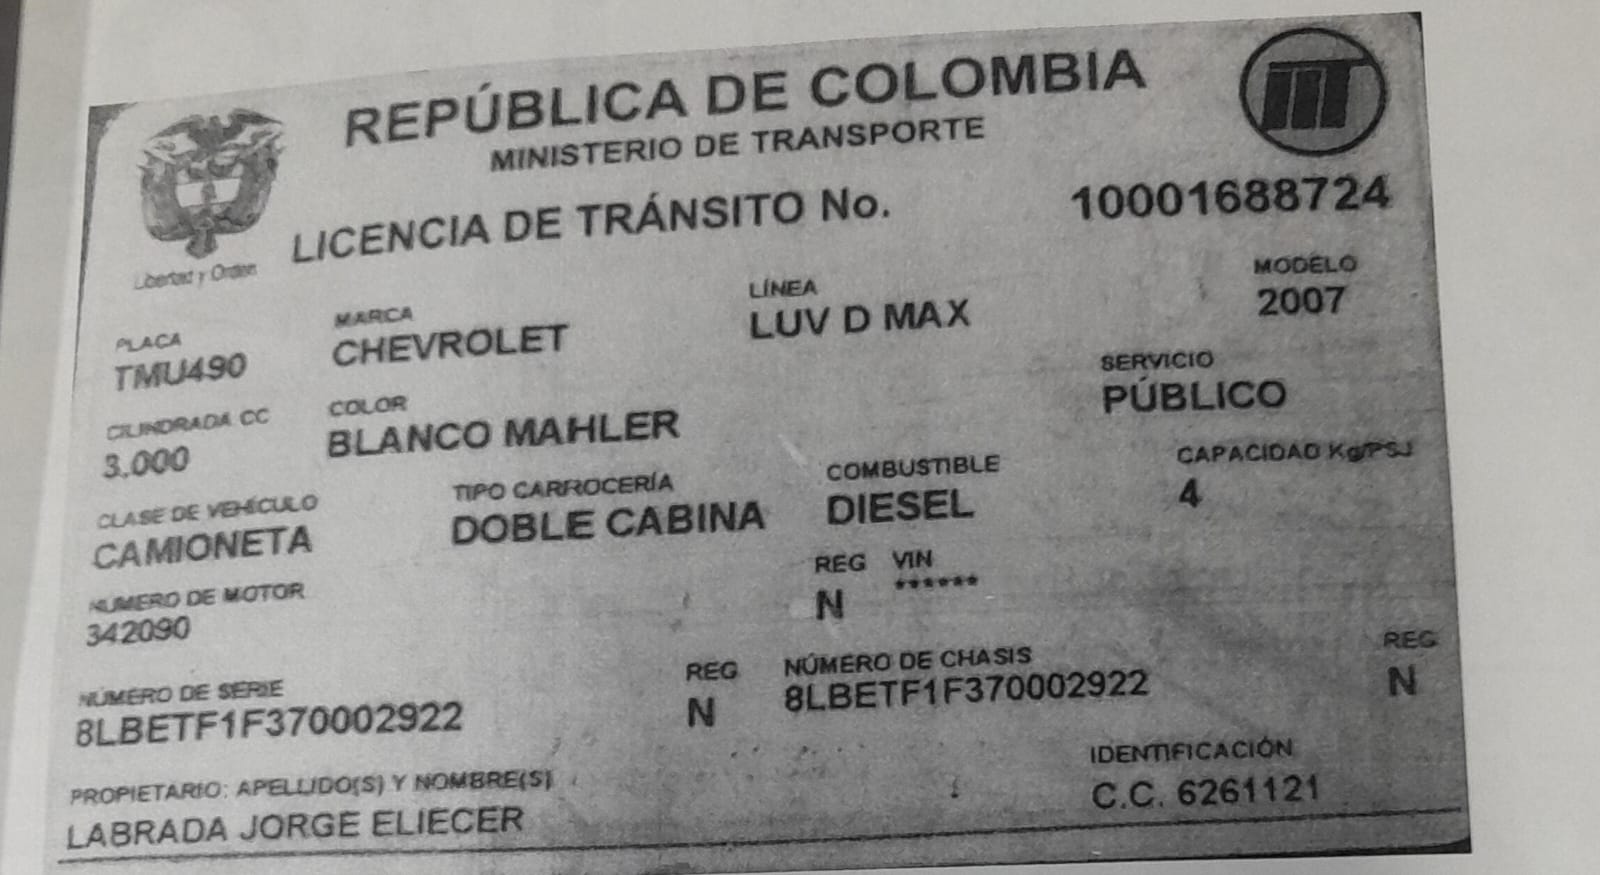 REPÚBLICA DE COLOMBIA
MINISTERIO DE TRANSPORTE
Libertad y Orden
LICENCIA DE TRÁNSITO No. 10001688724
PLACA MARCA LÍNEA MODELO
TMU490 CHEVROLET LUV D MAX 2007
CILINDRADA CC COLOR SERVICIO
3.000 BLANCO MAHLER PÚBLICO
CLASE DE VEHÍCULO TIPO CARROCERÍA COMBUSTIBLE CAPACIDAD Kg/PSJ
CAMIONETA DOBLE CABINA DIESEL 4
NUMERO DE MOTOR REG VIN
342090 N ******
NÚMERO DE SERIE REG NÚMERO DE CHASIS REG
8LBETF1F370002922 N 8LBETF1F370002922 N
PROPIETARIO: APELLIDO(S) Y NOMBRE(S) IDENTIFICACIÓN
LABRADA JORGE ELIECER C.C. 6261121